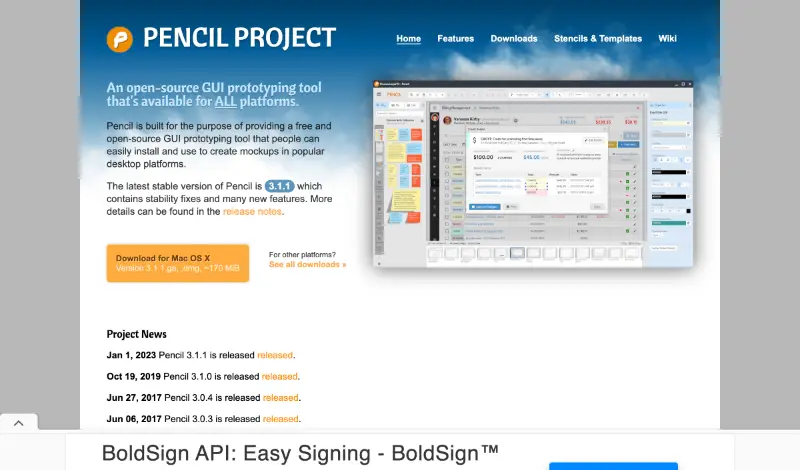 PENCIL PROJECT
Home Features Downloads Stencils & Templates Wiki
An open-source GUI prototyping tool
that's available for ALL platforms.
Pencil is built for the purpose of providing a free and
open-source GUI prototyping tool that people can
easily install and use to create mockups in popular
desktop platforms.
The latest stable version of Pencil is 3.1.1 which
contains stability fixes and many new features. More
details can be found in the release notes.
Download for Mac OS X
Version 3.1.1.ga, .dmg, ~170 MiB
For other platforms?
See all downloads »
$100.00
$45.00
Project News
Jan 1, 2023 Pencil 3.1.1 is released released.
Oct 19, 2019 Pencil 3.1.0 is released released.
Jun 27, 2017 Pencil 3.0.4 is released released.
Jun 06, 2017 Pencil 3.0.3 is released released.
BoldSign API: Easy Signing - BoldSign™